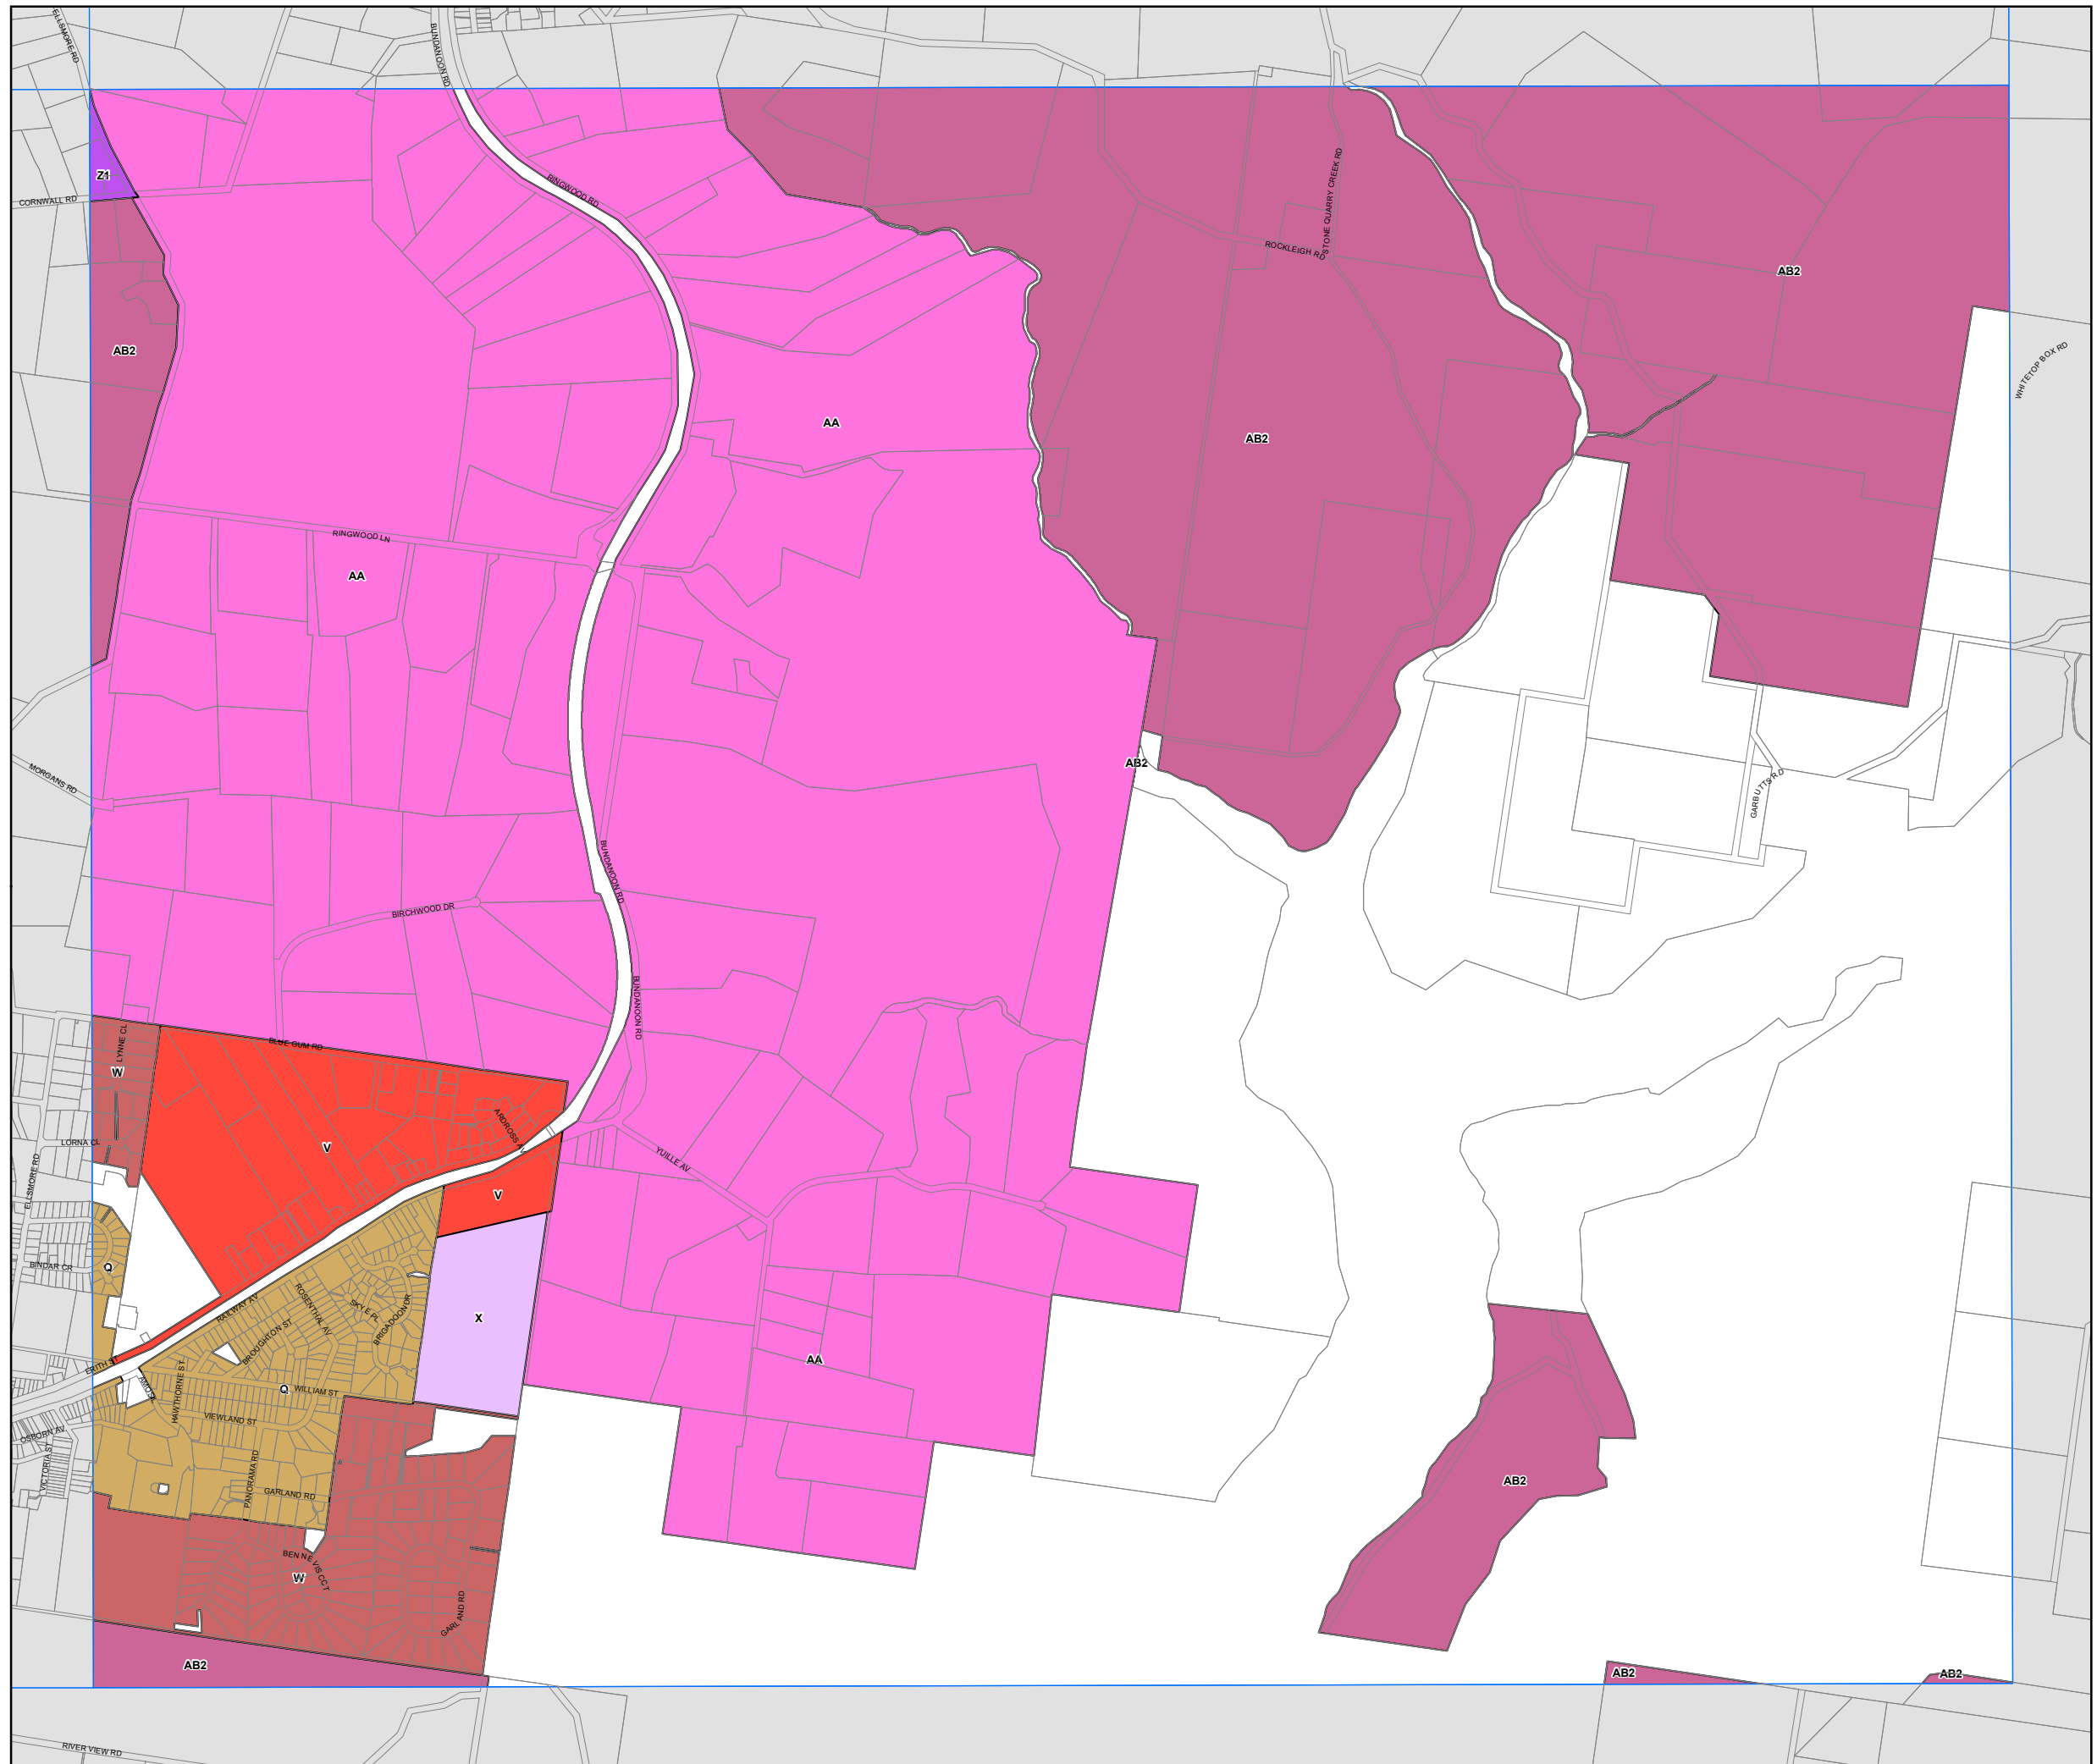 ELLSMORE RD
BUNDANOON RD
Z1
CORNWALL RD
RINGWOOD RD
STONE QUARRY CREEK RD
ROCKLEIGH RD
AB2
AB2
WHITETOP BOX RD
AA
AB2
RINGWOOD LN
AA
MORGANS RD
AB2
GARBUTTS RD
BUNDANOON RD
BIRCHWOOD DR
BUNDANOON RD
LYNNE CL
BLUE GUM RD
W
ARDROSS AV
LORNA CL
V
YUILLE AV
ELLSMORE RD
V
BINDAR CR
Q
RAILWAY AV
ROSENTHAL AV
SKYE PL
BRIGADOON DR
X
BROUGHTON ST
ERITH ST
AMOS
HAWTHORNE ST
Q
WILLIAM ST
AA
VIEWLAND ST
OSBORN AV
VICTORIA ST
PANORAMA RD
GARLAND RD
AB2
BEN NEVIS CCT
W
GARLAND RD
AB2
AB2
AB2
RIVER VIEW RD